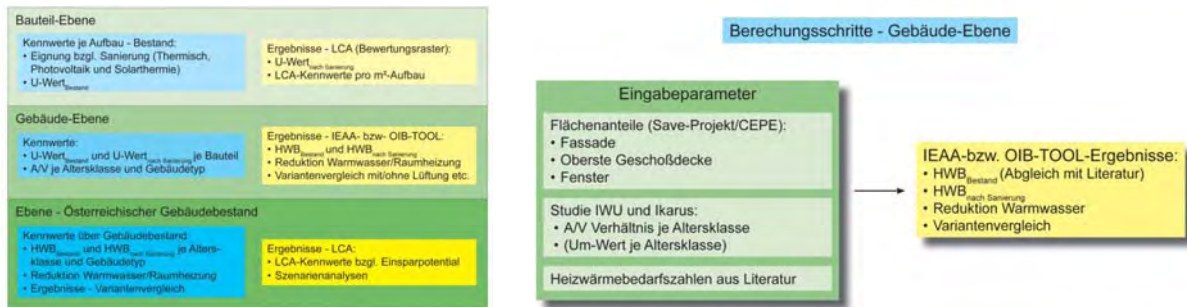 Bauteil-Ebene
Kennwerte je Aufbau - Bestand:
• Eignung bzgl. Sanierung (Thermisch,
Photovoltaik und Solarthermie)
• U-Wert Bestand
Ergebnisse - LCA (Bewertungsraster):
• U-Wert nach Sanierung
• LCA-Kennwerte pro m²-Aufbau
Gebäude-Ebene
Kennwerte:
• U-Wert Bestand und U-Wert nach Sanierung je Bauteil
• A/V je Altersklasse und Gebäudetyp
Ergebnisse - IEAA- bzw- OIB-TOOL:
• HWB Bestand und HWB nach Sanierung
• Reduktion Warmwasser/Raumheizung
• Variantenvergleich mit/ohne Lüftung etc.
Ebene - Österreichischer Gebäudebestand
Kennwerte über Gebäudebestand:
• HWB Bestand und HWB nach Sanierung je Alters-
klasse und Gebäudetyp
• Reduktion Warmwasser/Raumheizung
• Ergebnisse - Variantenvergleich
Ergebnisse - LCA:
• LCA-Kennwerte bzgl. Einsparpotential
• Szenarienanalysen
Berechnungsschritte - Gebäude-Ebene
Eingabeparameter
Flächenanteile (Save-Projekt/CEPE):
• Fassade
• Oberste Geschoßdecke
• Fenster
Studie IWU und Ikarus:
• A/V Verhältnis je Altersklasse
• (Um-Wert je Altersklasse)
Heizwärmebedarfszahlen aus Literatur
IEAA-bzw. OIB-TOOL-Ergebnisse:
• HWB Bestand (Abgleich mit Literatur)
• HWB nach Sanierung
• Reduktion Warmwasser
• Variantenvergleich